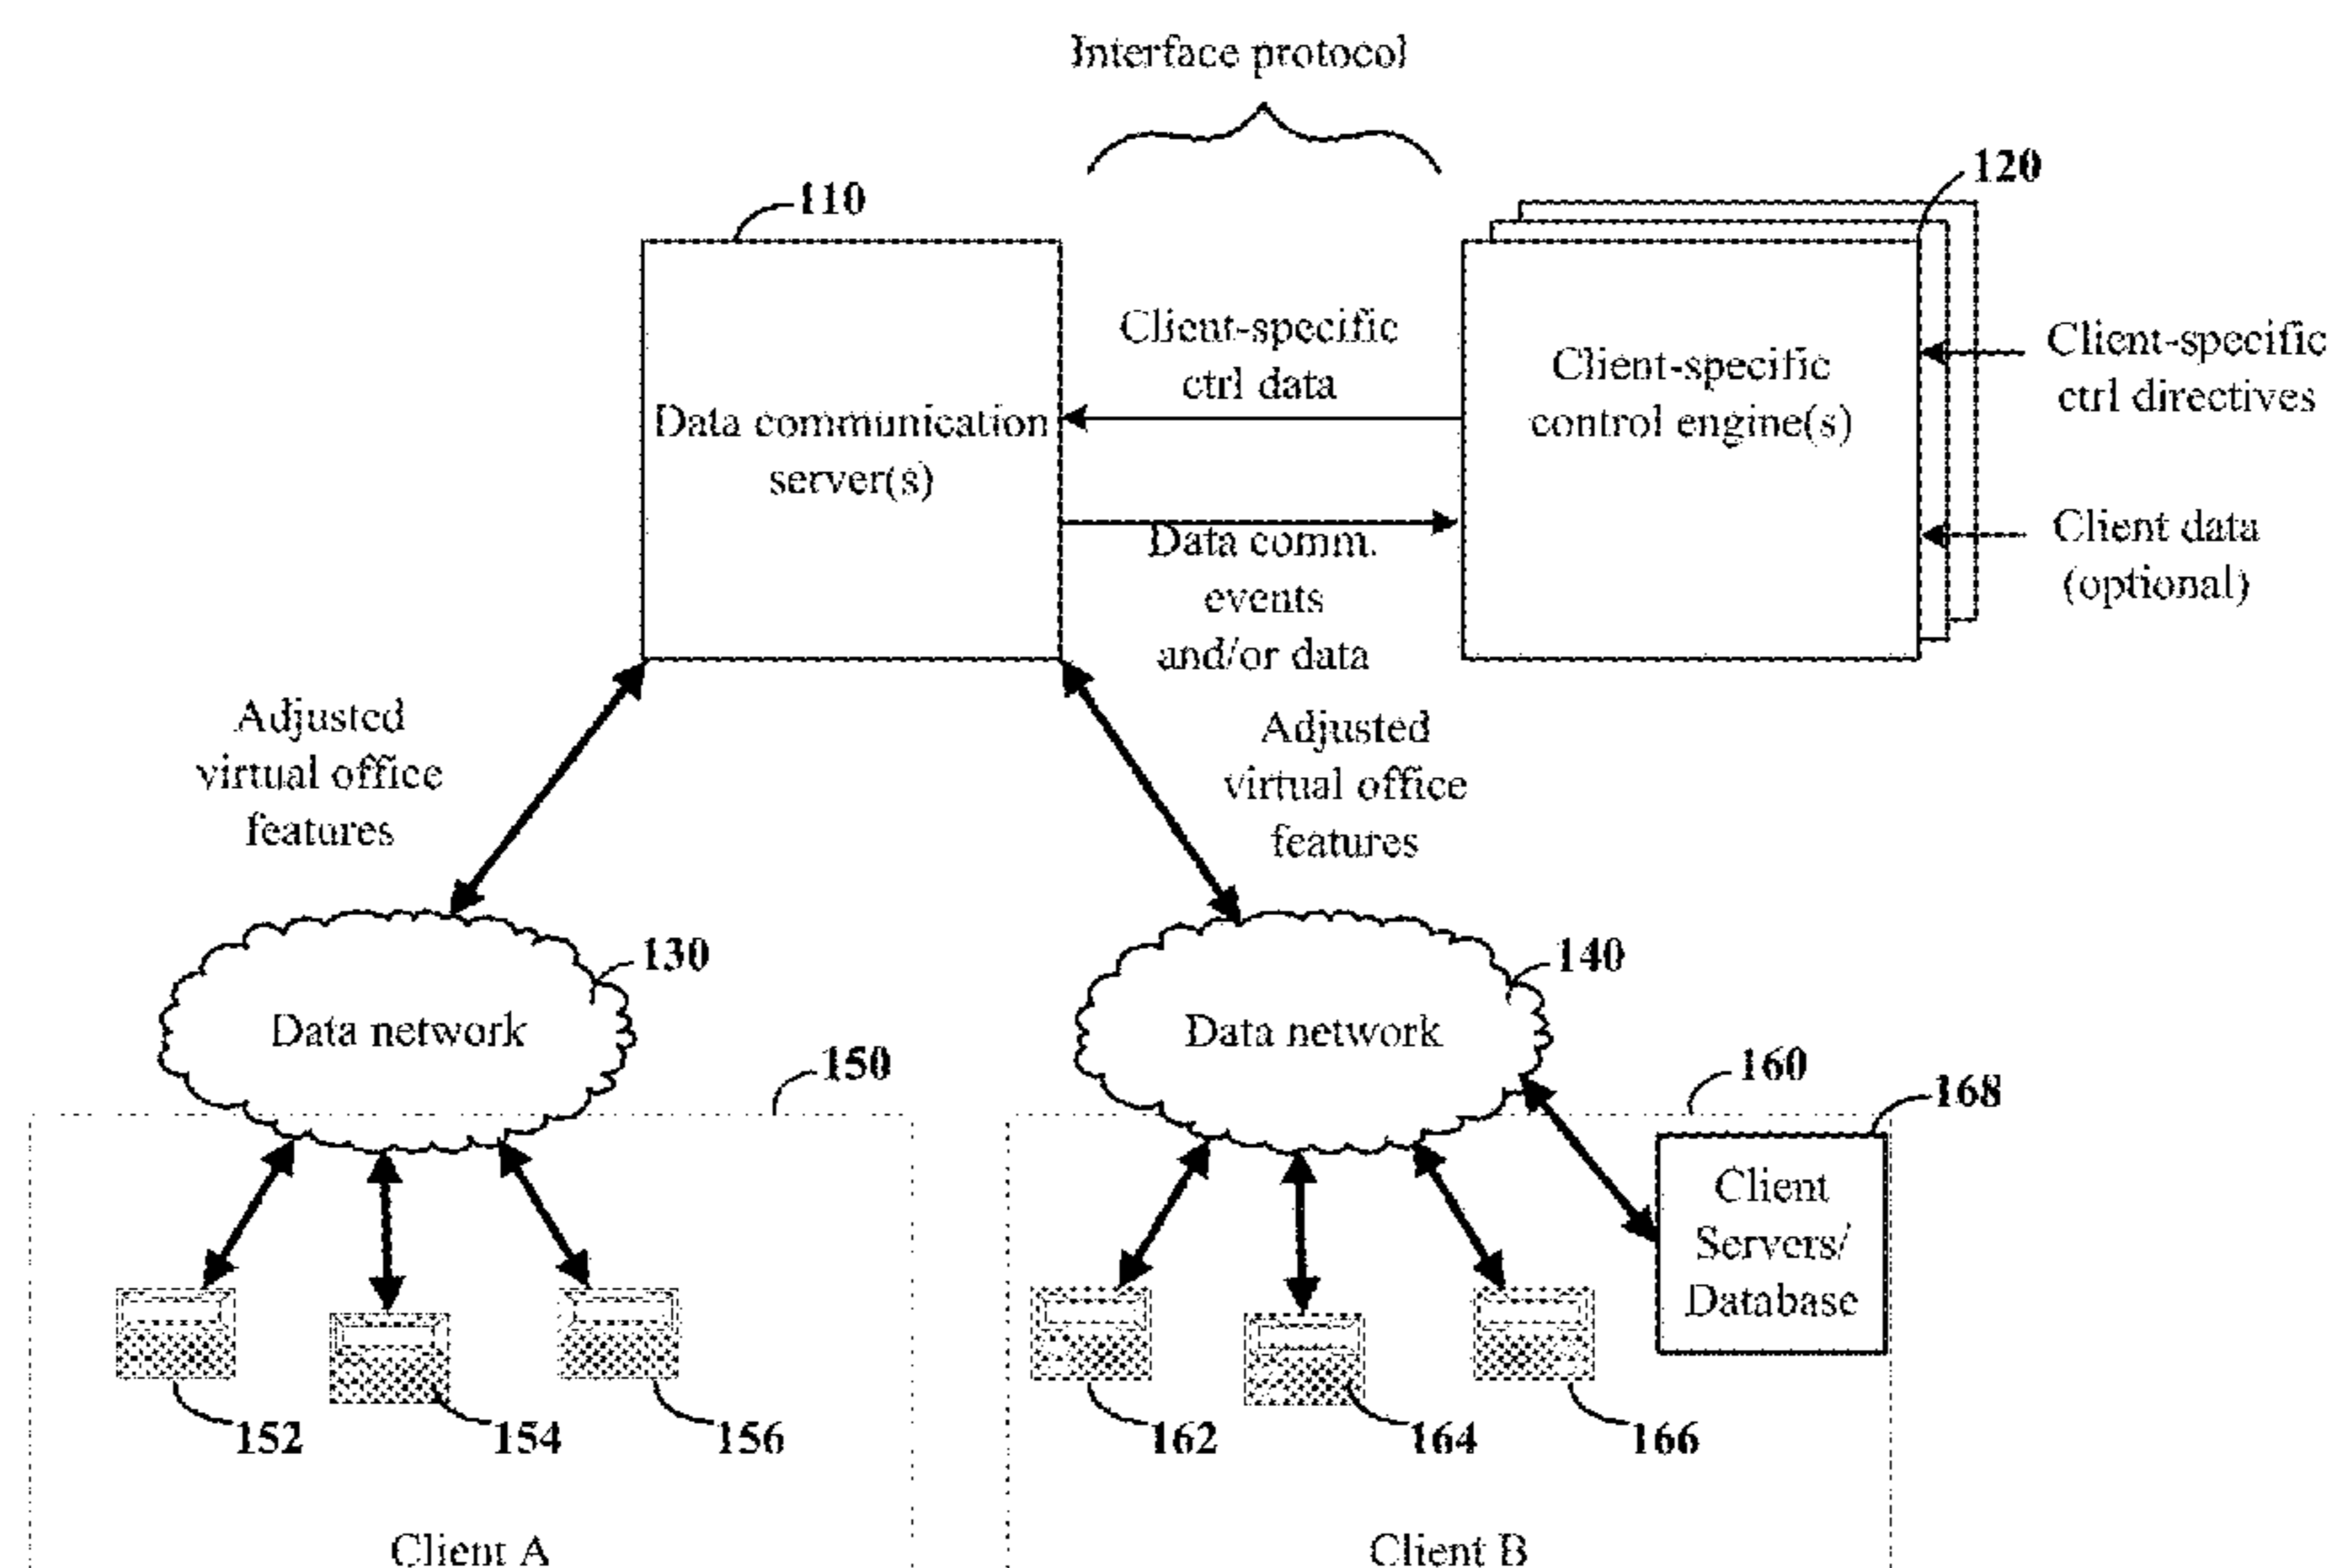 Interface protocol
110
120
Data communication
server(s)
Client-specific
ctrl data
Data comm.
events
and/or data
Client-specific
control engine(s)
Client-specific
ctrl directives
Client data
(optional)
Adjusted
virtual office
features
Adjusted
virtual office
features
130
Data network
140
Data network
150
160
168
Client
Servers/
Database
152
154
156
162
164
166
Client A
Client B